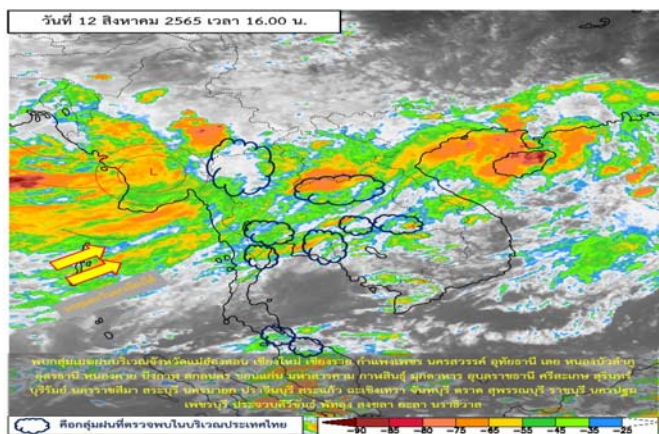 วันที่ 12 สิงหาคม 2565 เวลา 16.00 น.
L
พบกลุ่มเมฆฝนบริเวณจังหวัดแม่ฮ่องสอน เชียงใหม่ เชียงราย กำแพงเพชร นครสวรรค์ อุทัยธานี เลย หนองบัวลำภู
อุดรธานี หนองคาย บึงกาฬ สกลนคร ขอนแก่น มหาสารคาม กาฬสินธุ์ มุกดาหาร อุบลราชธานี ศรีสะเกษ สุรินทร์
บุรีรัมย์ นครราชสีมา สระบุรี นครนายก ปราจีนบุรี สระแก้ว ฉะเชิงเทรา จันทบุรี ตราด สุพรรณบุรี ราชบุรี นครปฐม
เพชรบุรี ประจวบคีรีขันธ์ พัทลุง สงขลา ยะลา นราธิวาส
คือกลุ่มฝนที่ตรวจพบในบริเวณประเทศไทย
-90 -80 -75 -65 -55 -45 -35 -25